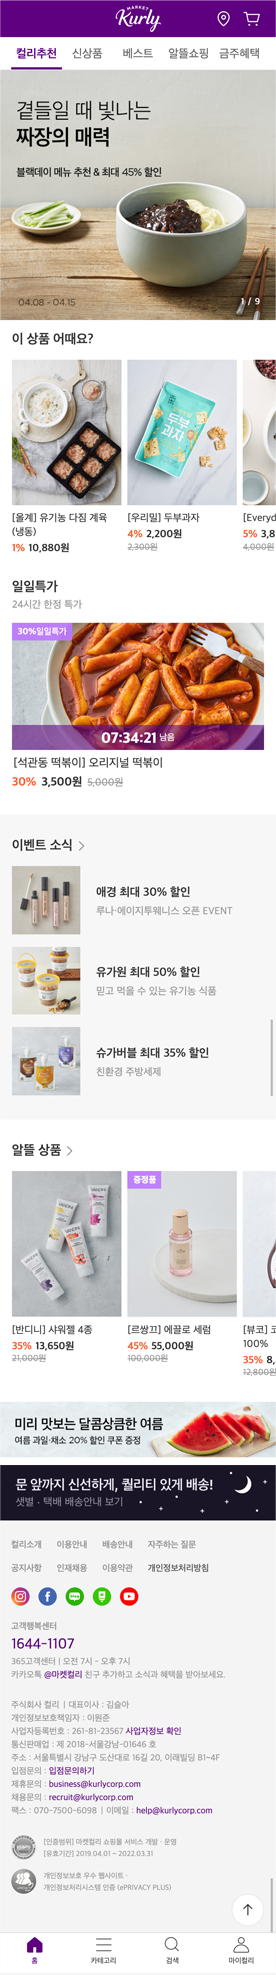 MARKET
Kurly
컬리추천 신상품 베스트 알뜰쇼핑 금주혜택
곁들일 때 빛나는
짜장의 매력
블랙데이 메뉴 추천 & 최대 45% 할인
04.08 - 04.15
1 / 9
이 상품 어때요?
두부
과자
[올계] 유기농 다짐 계육
(냉동)
1% 10,880원
[우리밀] 두부과자
4% 2,200원
2,300원
[Everyd
5% 3,8
4,000원
일일특가
24시간 한정 특가
30%일일특가
07:34:21 남음
[석관동 떡볶이] 오리지널 떡볶이
30% 3,500원 5,000원
이벤트 소식 >
애경 최대 30% 할인
루나·에이지투웨니스 오픈 EVENT
유가원 최대 50% 할인
믿고 먹을 수 있는 유기농 식품
슈가버블 최대 35% 할인
친환경 주방세제
알뜰 상품 >
증정품
[반디니] 샤워젤 4종
35% 13,650원
21,000원
[르쌍끄] 에끌로 세럼
45% 55,000원
100,000원
[뷰코] 코
100%
35% 8,
12,800원
미리 맛보는 달콤상큼한 여름
여름 과일·채소 20% 할인 쿠폰 증정
문 앞까지 신선하게, 퀄리티 있게 배송!
샛별 · 택배 배송안내 보기
컬리소개 이용안내 배송안내 자주하는 질문
공지사항 인재채용 이용약관 개인정보처리방침
고객행복센터
1644-1107
365고객센터 | 오전 7시 - 오후 7시
카카오톡 @마켓컬리 친구 추가하고 소식과 혜택을 받아보세요.
주식회사 컬리 | 대표이사 : 김슬아
개인정보보호책임자 : 이원준
사업자등록번호 : 261-81-23567 사업자정보 확인
통신판매업 : 제 2018-서울강남-01646 호
주소 : 서울특별시 강남구 도산대로 16길 20, 이래빌딩 B1~4F
입점문의 : 입점문의하기
제휴문의 : business@kurlycorp.com
채용문의 : recruit@kurlycorp.com
팩스 : 070-7500-6098 | 이메일 : help@kurlycorp.com
[인증범위] 마켓컬리 쇼핑몰 서비스 개발 · 운영
[유효기간] 2019.04.01 ~ 2022.03.31
개인정보보호 우수 웹사이트 ·
개인정보처리시스템 인증 (ePRIVACY PLUS)
홈 카테고리 검색 마이컬리